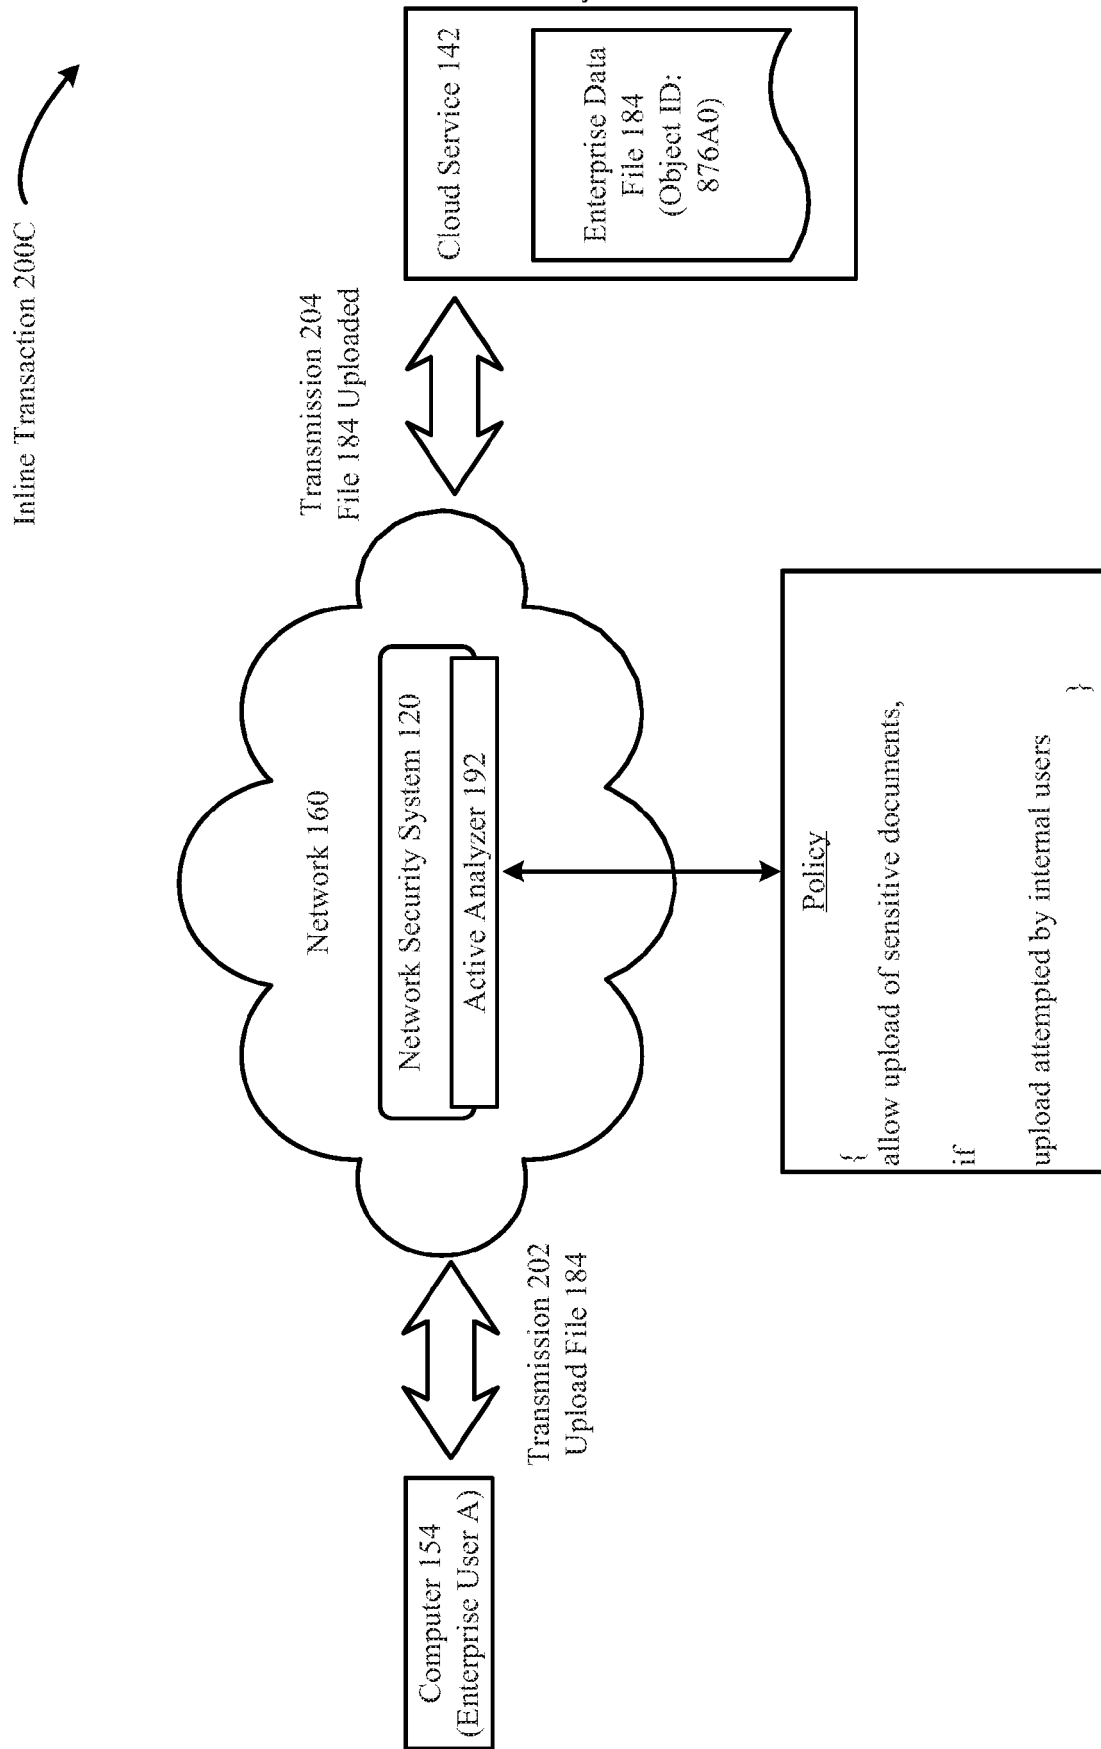 Inline Transaction 200C
Computer 154
(Enterprise User A)
Transmission 202
Upload File 184
Network 160
Network Security System 120
Active Analyzer 192
Transmission 204
File 184 Uploaded
Cloud Service 142
Enterprise Data
File 184
(Object ID:
876A0)
Policy
{
allow upload of sensitive documents,
if
upload attempted by internal users
}